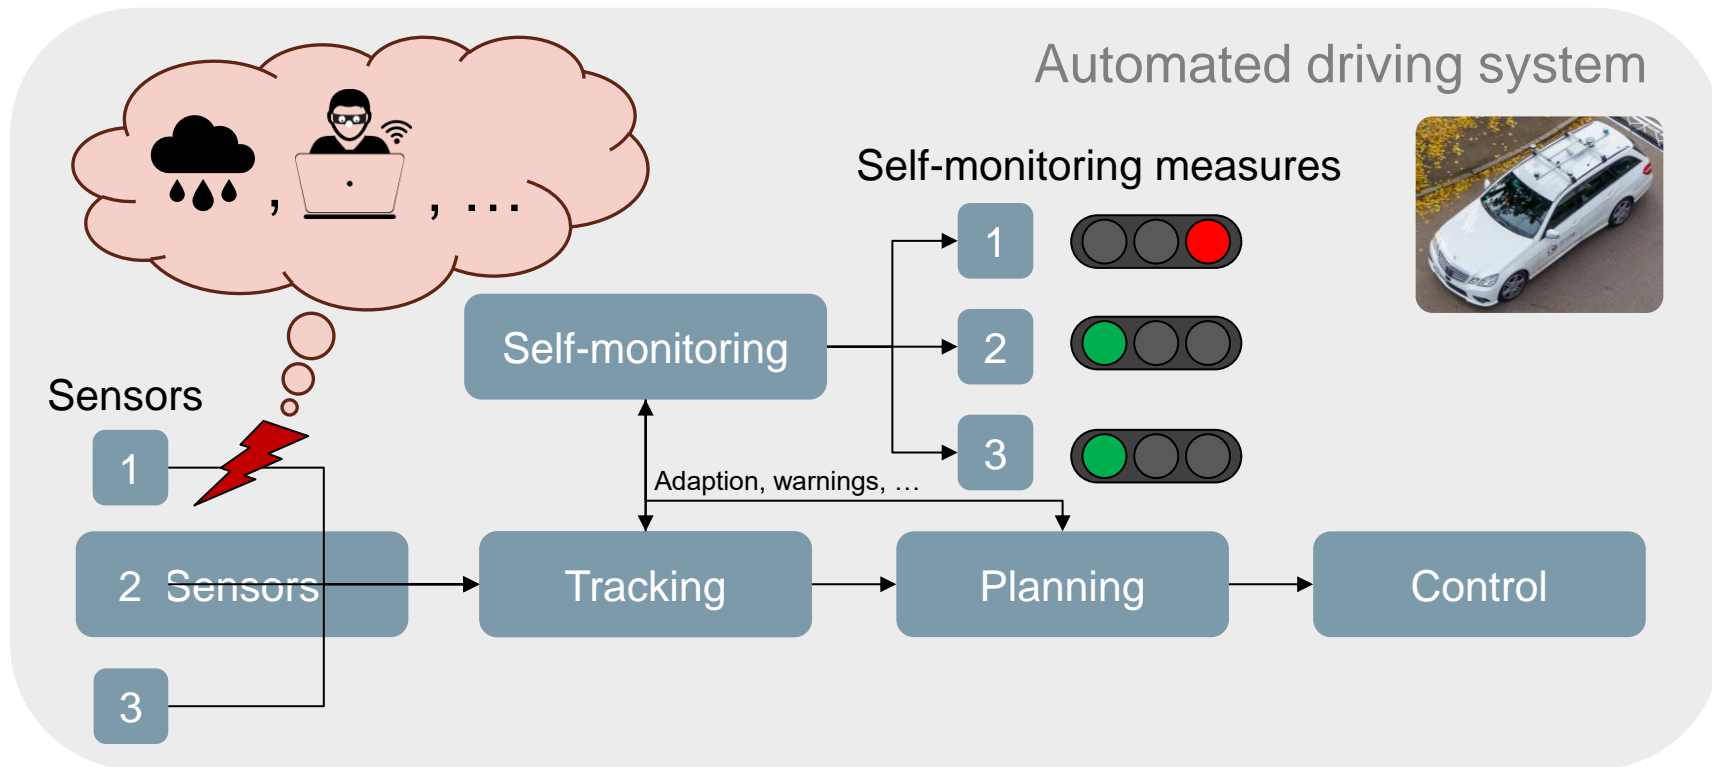 Automated driving system
, , …
Self-monitoring measures
1
Self-monitoring
2
Sensors
3
1
Adaption, warnings, …
2 Sensors
Tracking
Planning
Control
3